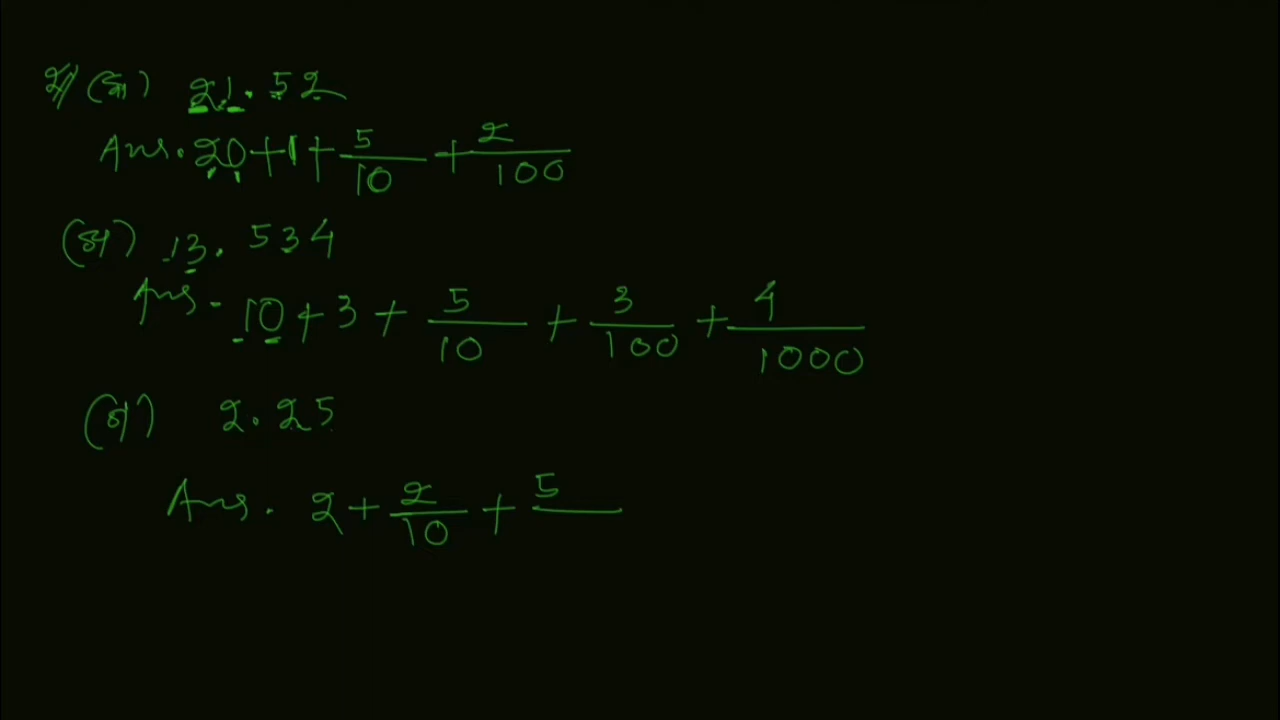 21.52
Ans. 20+1+5/10+2/100
13.534
Ans - 10+3+5/10+3/100+4/1000
2.25
Ans. 2+2/10+5/